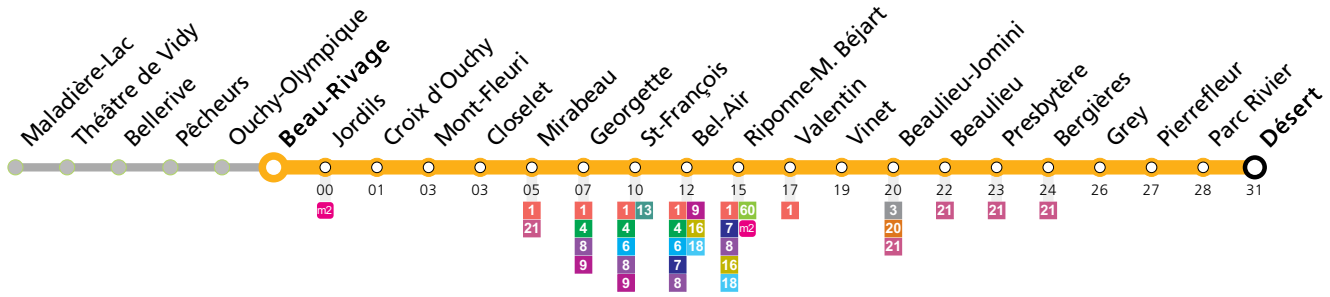 Maladière-Lac
Théâtre de Vidy
Bellerive
Pêcheurs
Ouchy-Olympique
Beau-Rivage
Jordils
Croix d'Ouchy
Mont-Fleuri
Closelet
Mirabeau
Georgette
St-François
Bel-Air
Riponne-M. Béjart
Valentin
Vinet
Beaulieu-Jomini
Beaulieu
Presbytère
Bergières
Grey
Pierrefleur
Parc Rivier
Désert
00 01 03 03 05 07 10 12 15 17 19 20 22 23 24 26 27 28 31
m2 1 1 1 13 1 9 1 60 1 3 21 21 21
21 4 4 4 16 7 m2 20
8 6 6 18 8 21
9 8 7 16
9 8 18